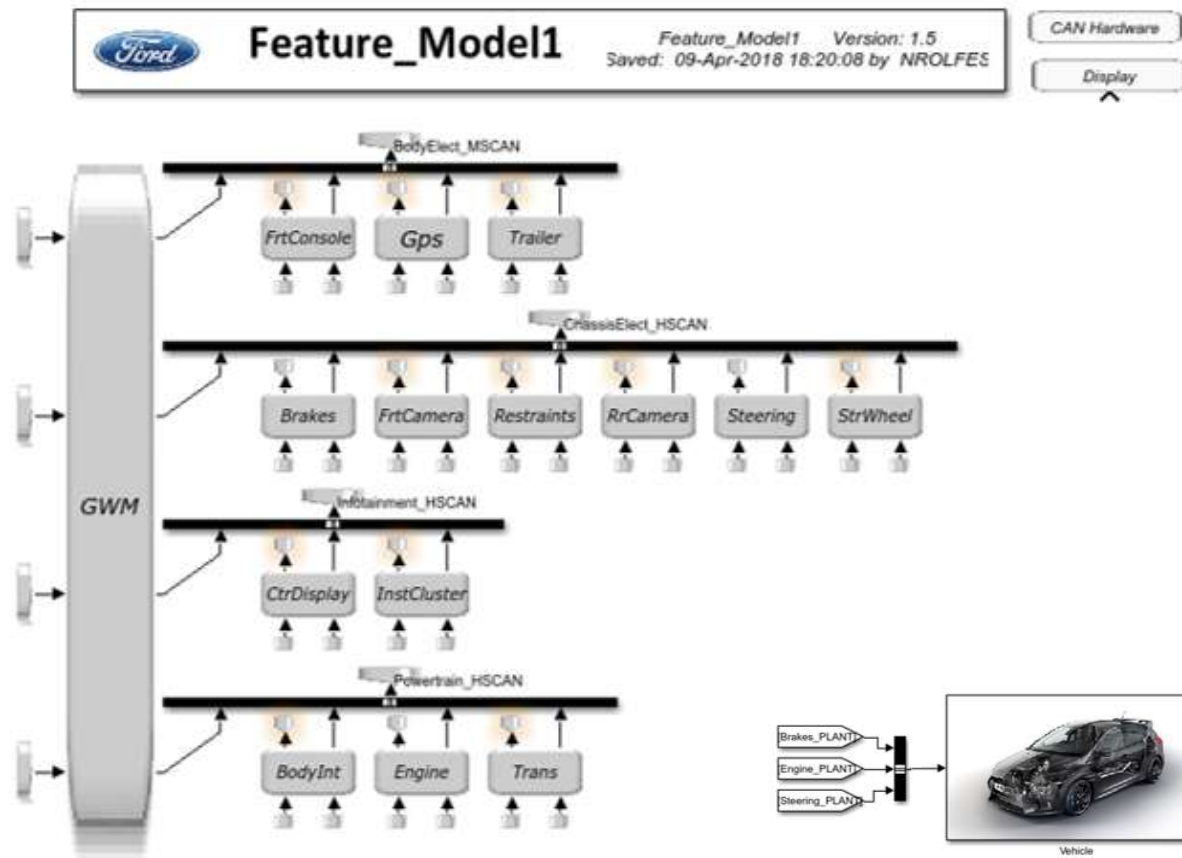 Ford
Feature_Model1
Feature_Model1 Version: 1.5
Saved: 09-Apr-2018 18:20:08 by NROLFES
CAN Hardware
Display
BodyElect_MSCAN
FrtConsole
Gps
Trailer
ChassisElect_HSCAN
Brakes
FrtCamera
Restraints
RrCamera
Steering
StrWheel
GWM
Infotainment_HSCAN
CtrDisplay
InstCluster
Powertrain_HSCAN
BodyInt
Engine
Trans
[Brakes_PLANT]
[Engine_PLANT]
[Steering_PLANT]
Vehicle